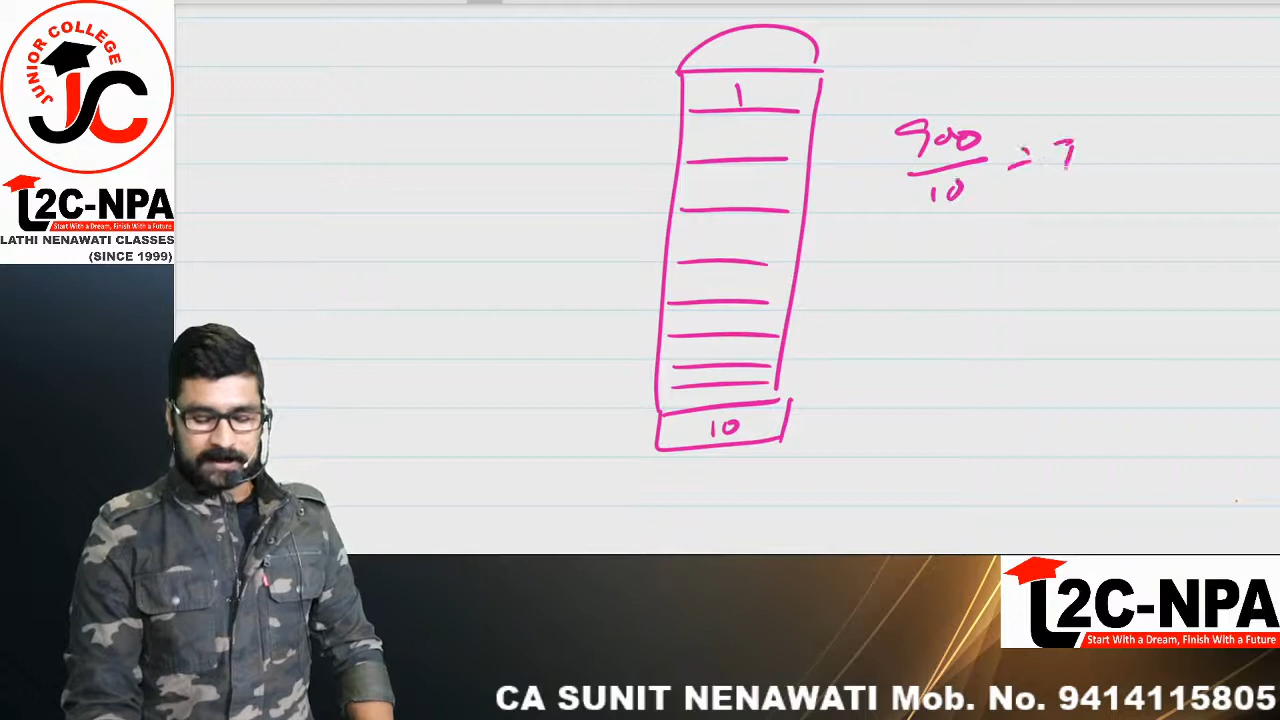 JUNIOR COLLEGE
JC
L2C-NPA
Start With a Dream, Finish With a Future
LATHI NENAWATI CLASSES
(SINCE 1999)
1
900
10
=
10
L2C-NPA
Start With a Dream, Finish With a Future
CA SUNIT NENAWATI Mob. No. 9414115805